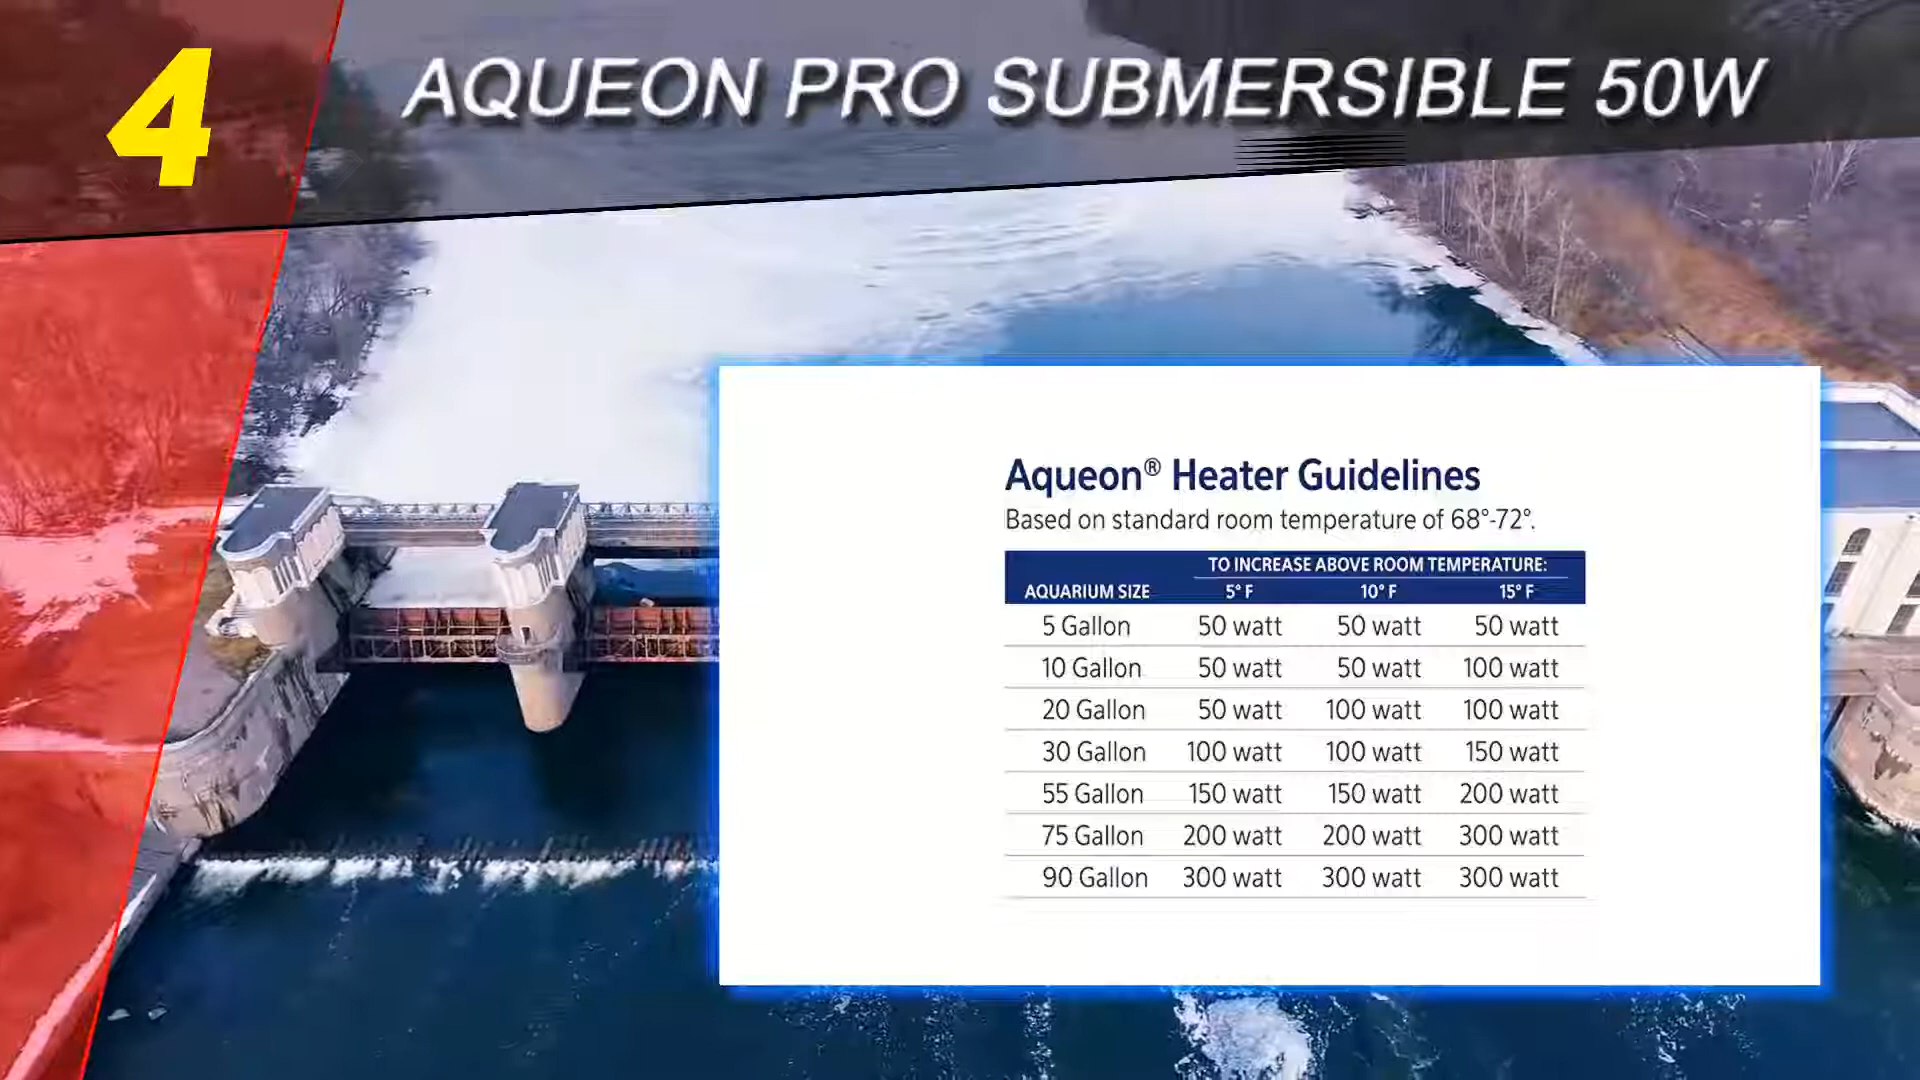 4
AQUEON PRO SUBMERSIBLE 50W
Aqueon® Heater Guidelines
Based on standard room temperature of 68°-72°.
TO INCREASE ABOVE ROOM TEMPERATURE:
AQUARIUM SIZE 5° F 10° F 15° F
5 Gallon 50 watt 50 watt 50 watt
10 Gallon 50 watt 50 watt 100 watt
20 Gallon 50 watt 100 watt 100 watt
30 Gallon 100 watt 100 watt 150 watt
55 Gallon 150 watt 150 watt 200 watt
75 Gallon 200 watt 200 watt 300 watt
90 Gallon 300 watt 300 watt 300 watt